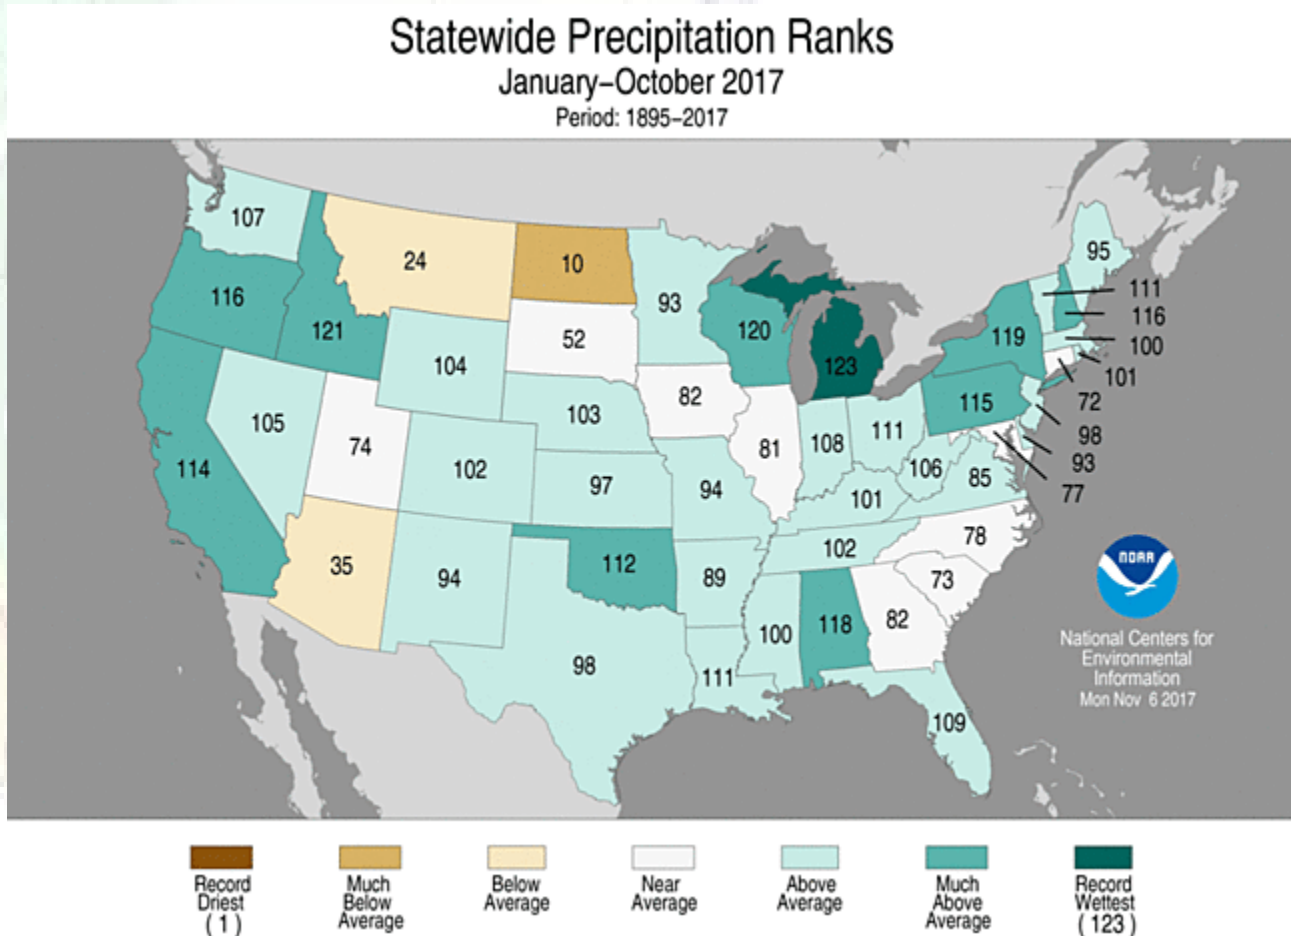 Statewide Precipitation Ranks
January–October 2017
Period: 1895–2017
107
24
10
93
95
116
121
52
120
123
119
111
116
100
101
72
98
93
77
104
103
82
115
105
74
102
97
81
108
111
106
85
114
94
101
78
35
94
112
89
102
73
100
118
82
98
111
109
NOAA
National Centers for
Environmental
Information
Mon Nov 6 2017
Record
Driest
(1)
Much
Below
Average
Below
Average
Near
Average
Above
Average
Much
Above
Average
Record
Wettest
(123)